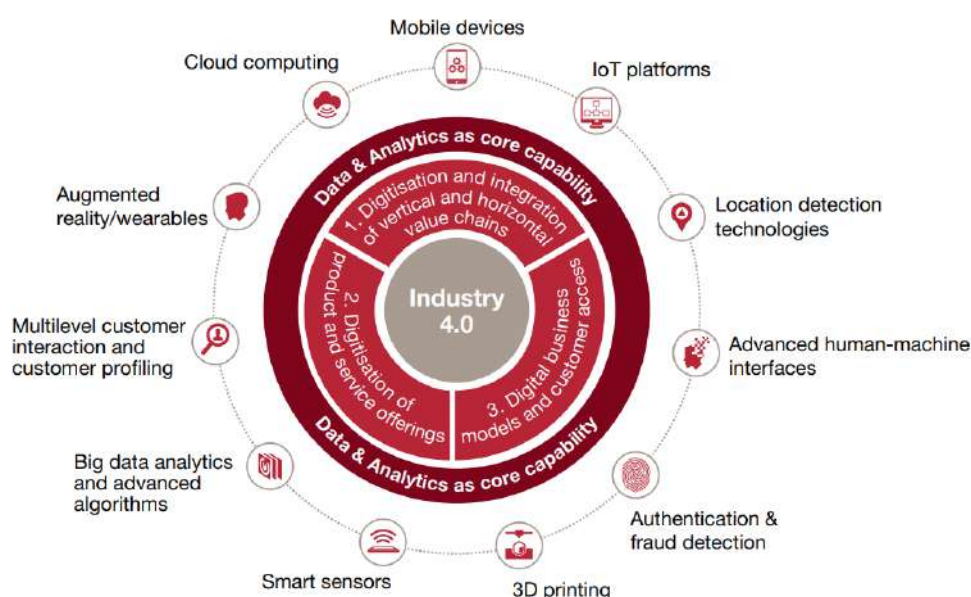 Mobile devices
Cloud computing
IoT platforms
Augmented
reality/wearables
Location detection
technologies
Multilevel customer
interaction and
customer profiling
Advanced human-machine
interfaces
Big data analytics
and advanced
algorithms
Authentication &
fraud detection
Smart sensors
3D printing
Data & Analytics as core capability
1. Digitisation and integration
of vertical and horizontal
value chains
Industry
4.0
2. Digitisation of
product and service offerings
3. Digital business
models and customer access
Data & Analytics as core capability